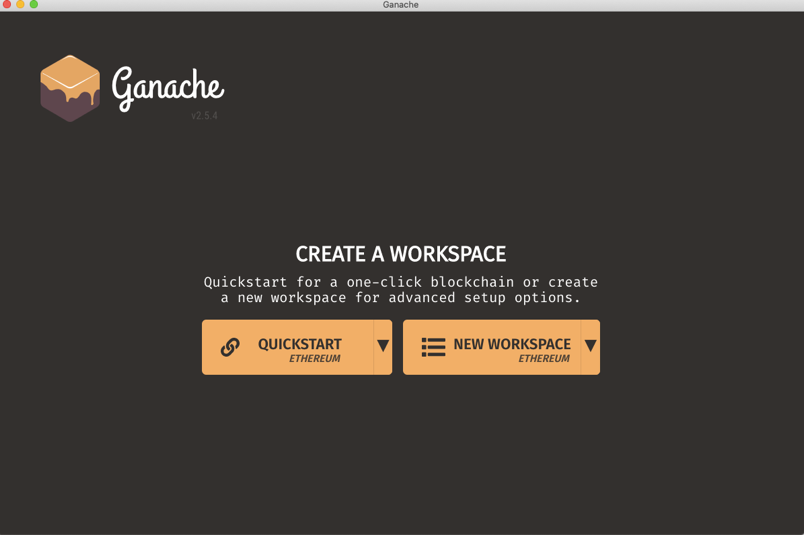 Ganache
Ganache
v2.5.4
CREATE A WORKSPACE
Quickstart for a one-click blockchain or create
a new workspace for advanced setup options.
QUICKSTART
ETHEREUM
NEW WORKSPACE
ETHEREUM